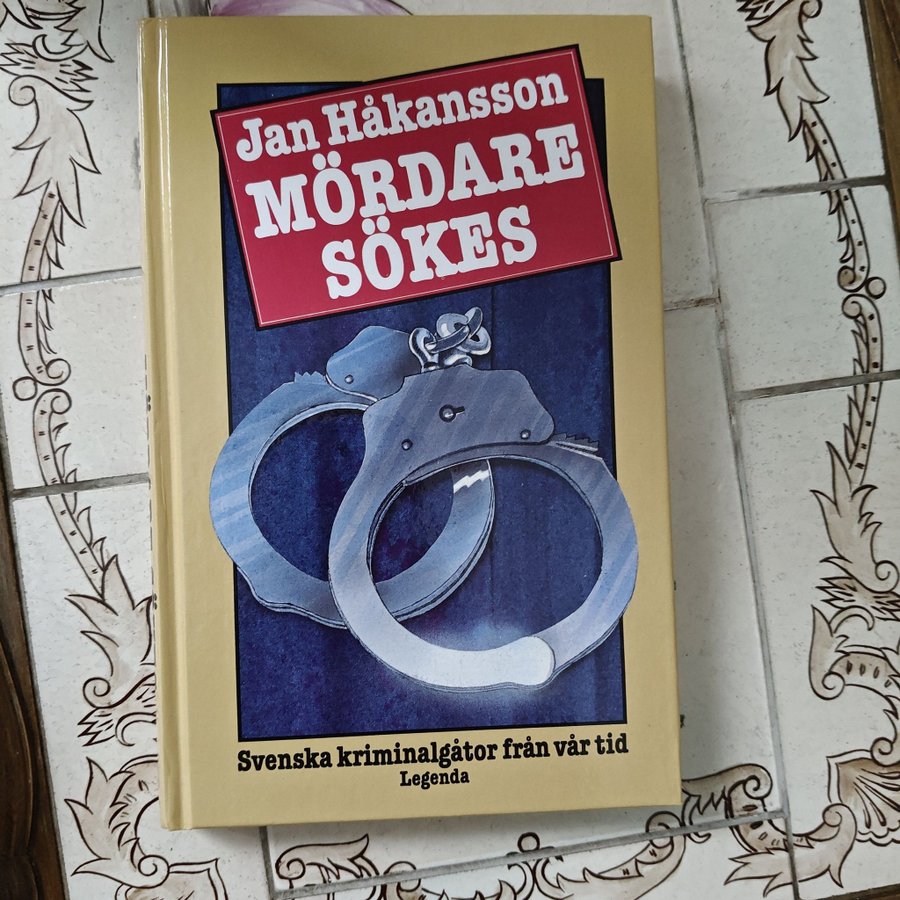 Jan Håkansson
MÖRDARE
SÖKES
Svenska kriminalgåtor från vår tid
Legenda